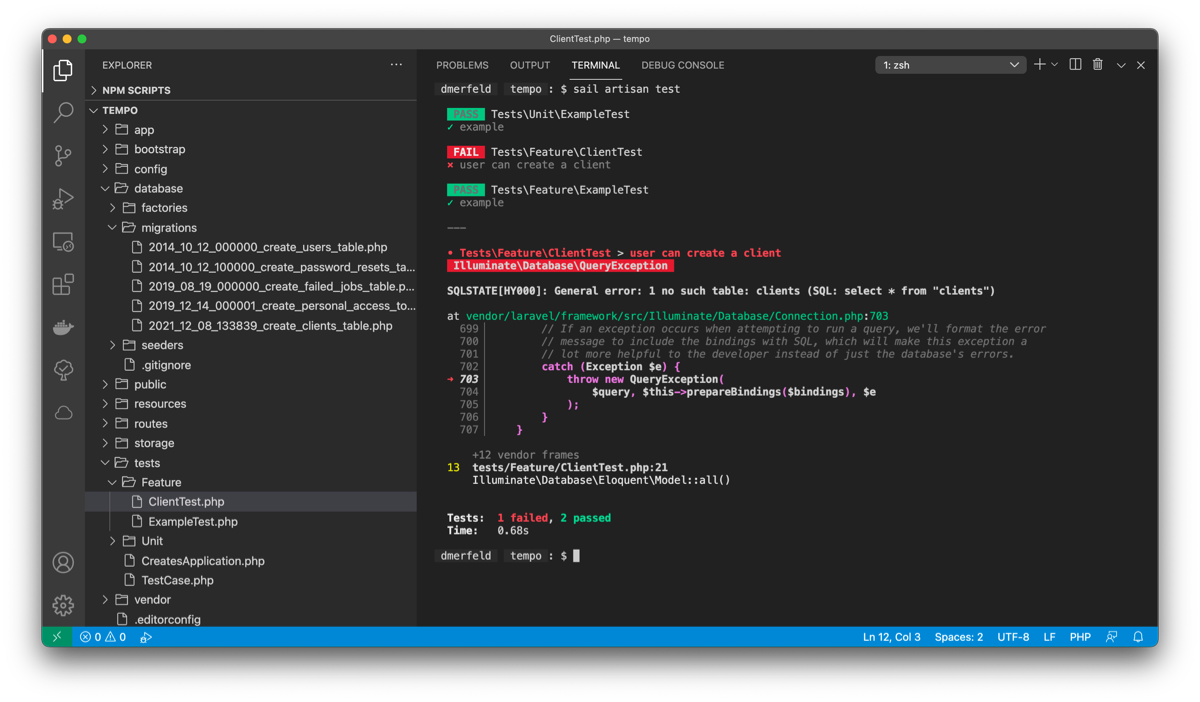 ClientTest.php — tempo
EXPLORER
NPM SCRIPTS
TEMPO
app
bootstrap
config
database
factories
migrations
2014_10_12_000000_create_users_table.php
2014_10_12_100000_create_password_resets_ta...
2019_08_19_000000_create_failed_jobs_table.p...
2019_12_14_000001_create_personal_access_to...
2021_12_08_133839_create_clients_table.php
seeders
.gitignore
public
resources
routes
storage
tests
Feature
ClientTest.php
ExampleTest.php
Unit
CreatesApplication.php
TestCase.php
vendor
.editorconfig
PROBLEMS OUTPUT TERMINAL DEBUG CONSOLE 1: zsh
dmerfeld tempo : $ sail artisan test
PASS Tests\Unit\ExampleTest
✓ example
FAIL Tests\Feature\ClientTest
⨯ user can create a client
PASS Tests\Feature\ExampleTest
✓ example
———
• Tests\Feature\ClientTest > user can create a client
Illuminate\Database\QueryException
SQLSTATE[HY000]: General error: 1 no such table: clients (SQL: select * from "clients")
at vendor/laravel/framework/src/Illuminate/Database/Connection.php:703
699 // If an exception occurs when attempting to run a query, we'll format the error
700 // message to include the bindings with SQL, which will make this exception a
701 // lot more helpful to the developer instead of just the database's errors.
702 catch (Exception $e) {
➜ 703 throw new QueryException(
704 $query, $this->prepareBindings($bindings), $e
705 );
706 }
707 }
+12 vendor frames
13 tests/Feature/ClientTest.php:21
Illuminate\Database\Eloquent\Model::all()
Tests: 1 failed, 2 passed
Time: 0.68s
dmerfeld tempo : $
0 0 Ln 12, Col 3 Spaces: 2 UTF-8 LF PHP